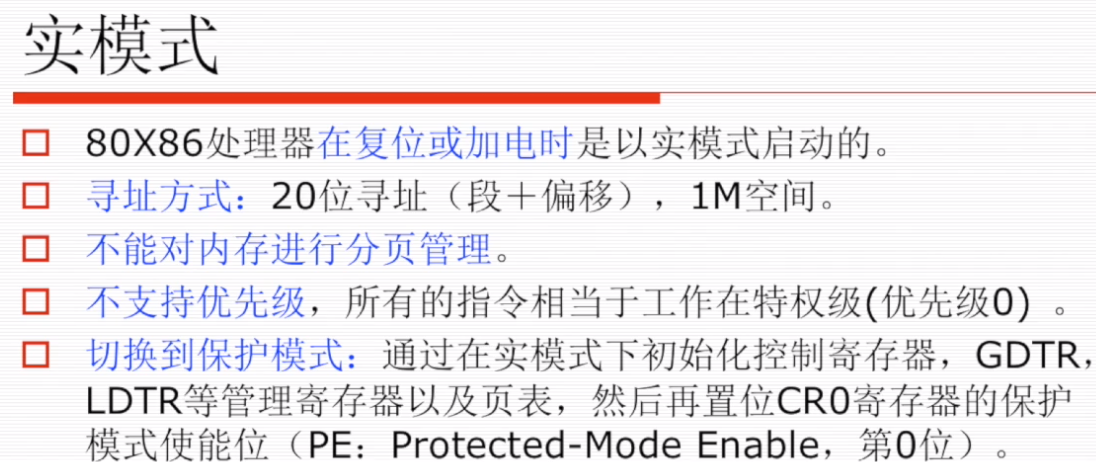 实模式
80X86处理器在复位或加电时是以实模式启动的。
寻址方式：20位寻址（段＋偏移），1M空间。
不能对内存进行分页管理。
不支持优先级，所有的指令相当于工作在特权级(优先级0) 。
切换到保护模式：通过在实模式下初始化控制寄存器，GDTR，
LDTR等管理寄存器以及页表，然后再置位CR0寄存器的保护
模式使能位（PE：Protected-Mode Enable，第0位）。